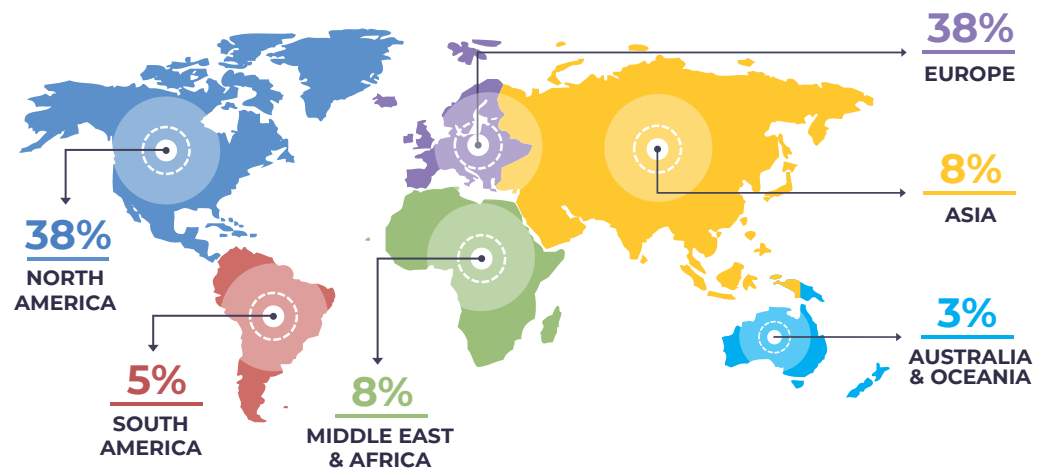 38%
EUROPE
8%
ASIA
38%
NORTH
AMERICA
3%
AUSTRALIA
& OCEANIA
5%
SOUTH
AMERICA
8%
MIDDLE EAST
& AFRICA